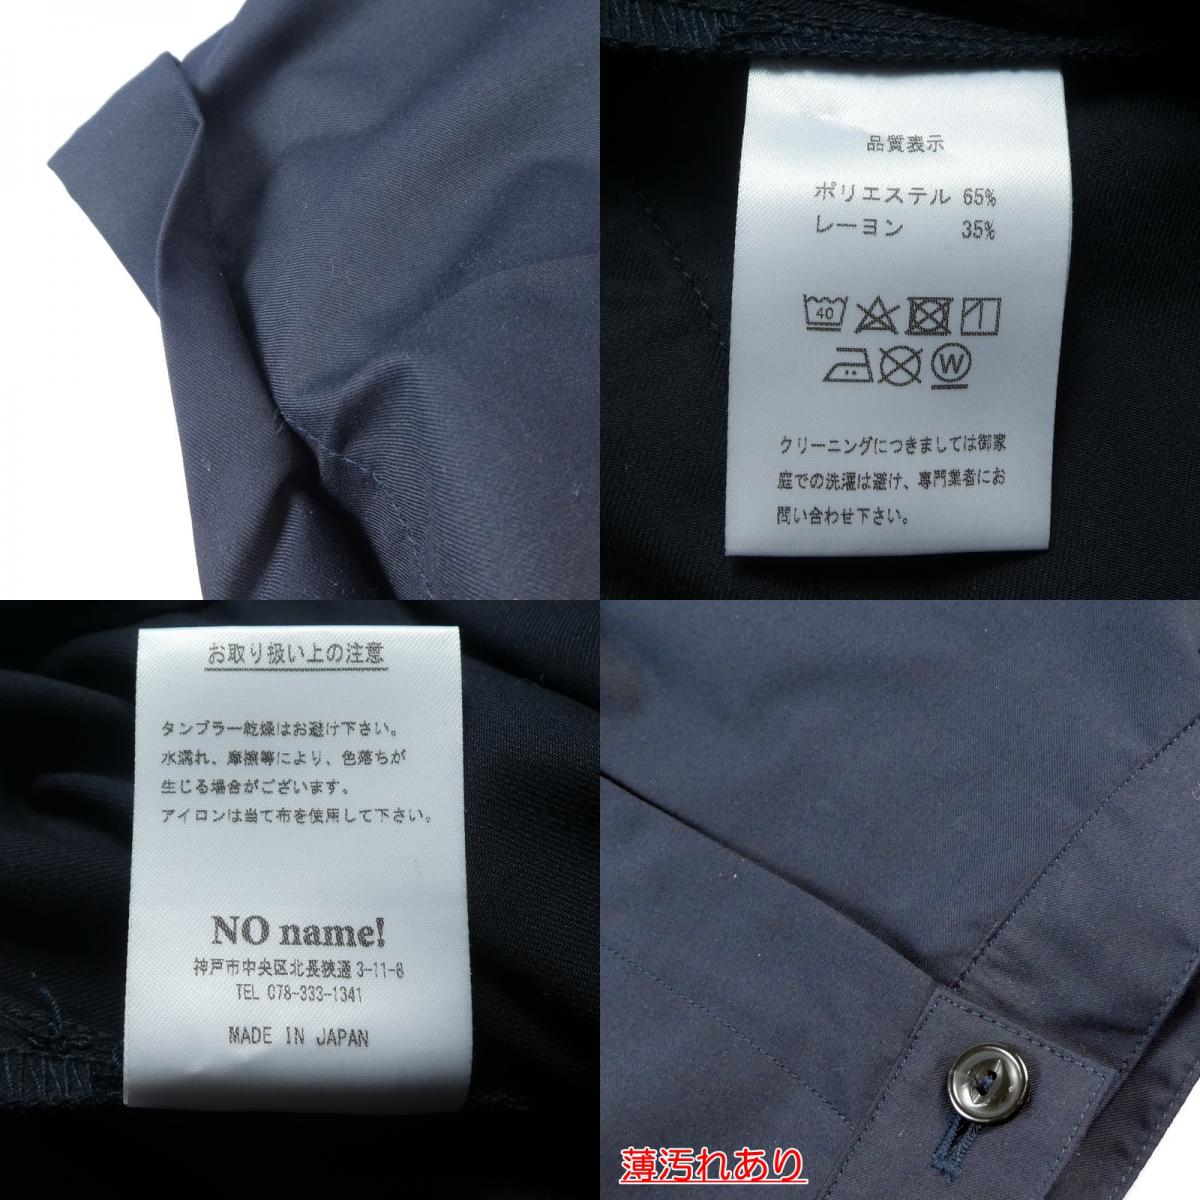 品質表示
ポリエステル 65%
レーヨン 35%
40
W
クリーニングにつきましては御家
庭での洗濯は避け、専門業者にお
問い合わせ下さい。
お取り扱い上の注意
タンブラー乾燥はお避け下さい。
水濡れ、摩擦等により、色落ちが
生じる場合がございます。
アイロンは当て布を使用して下さい。
NO name!
神戸市中央区北長狭通3-11-8
TEL 078-333-1341
MADE IN JAPAN
薄汚れあり